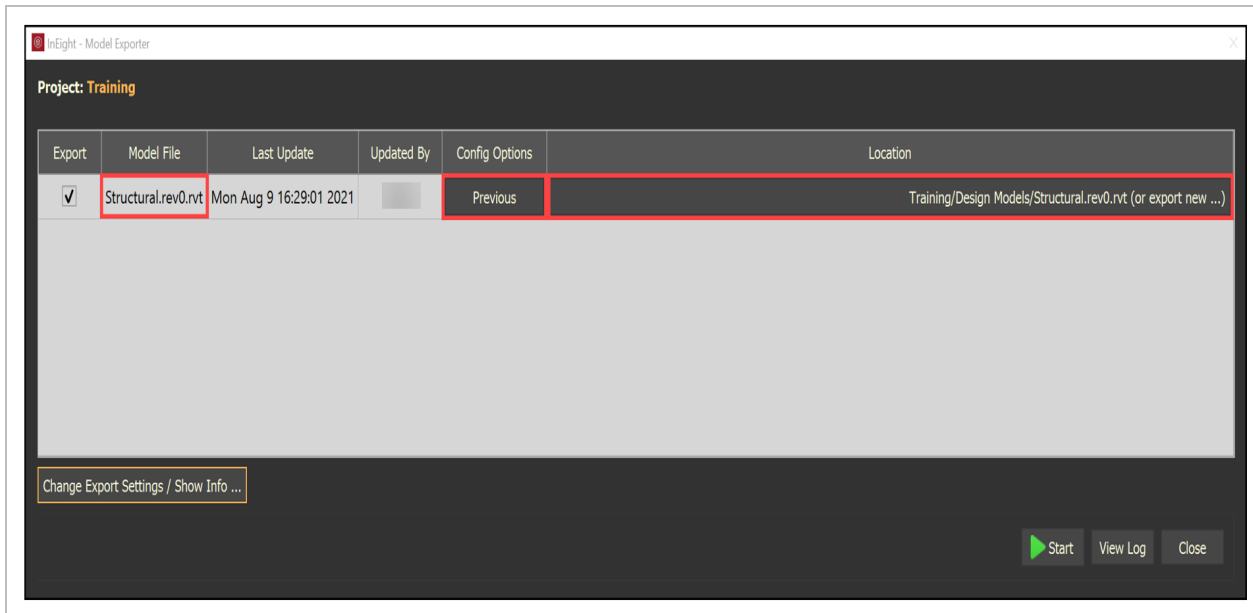 InEight - Model Exporter
X
Project: Training
Export Model File Last Update Updated By Config Options Location
Structural.rev0.rvt Mon Aug 9 16:29:01 2021 Previous Training/Design Models/Structural.rev0.rvt (or export new ...)
Change Export Settings / Show Info ...
Start View Log Close